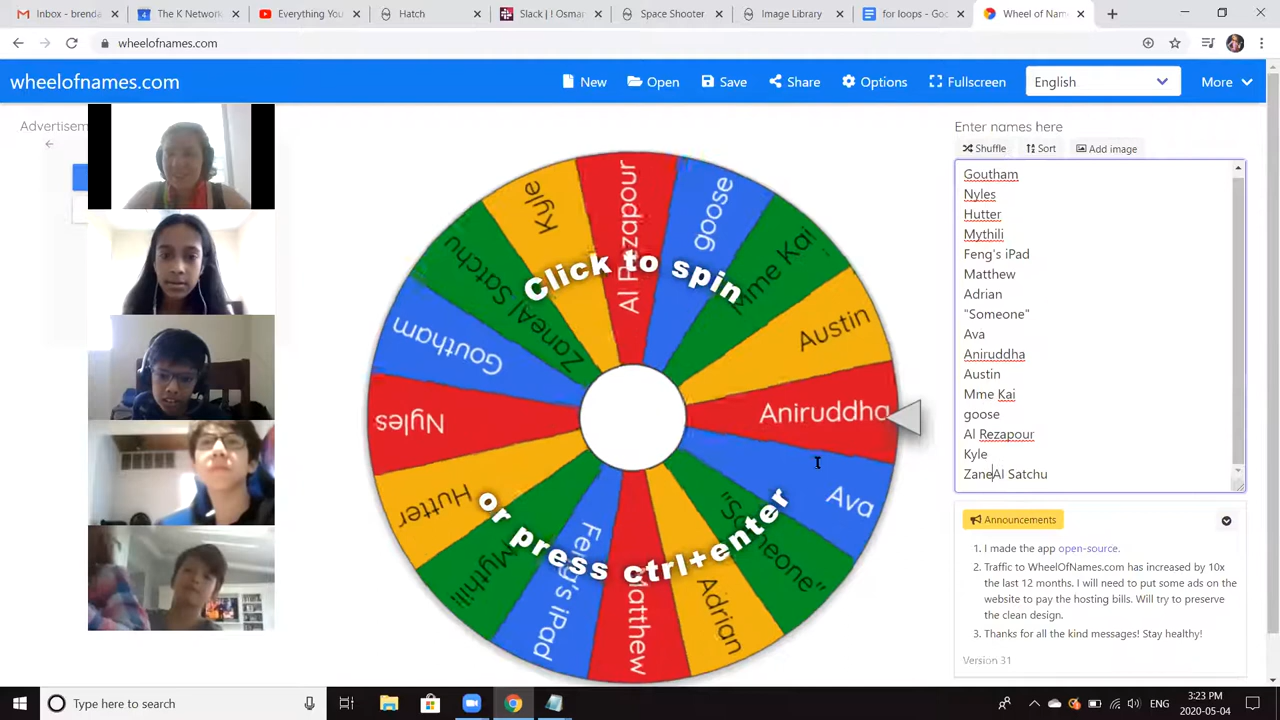 Inbox - brenda
The K Network
Everything You
Hatch
Slack | Osmar
Space Shooter
Image Library
for loops - Goo
Wheel of Nam
wheelofnames.com
wheelofnames.com
New
Open
Save
Share
Options
Fullscreen
English
More
Advertisem
Enter names here
Shuffle
Sort
Add image
Goutham
Nyles
Hutter
Mythili
Feng's iPad
Matthew
Adrian
"Someone"
Ava
Aniruddha
Austin
Mme Kai
goose
Al Rezapour
Kyle
ZaneAl Satchu
Click to spin
or press ctrl+enter
Kyle
Al Rezapour
goose
Mme Kai
Austin
Aniruddha
Ava
"Someone"
Adrian
Matthew
Feng's iPad
Mythili
Hutter
Nyles
Goutham
ZaneAl Satchu
Announcements
1. I made the app open-source.
2. Traffic to WheelOfNames.com has increased by 10x
the last 12 months. I will need to put some ads on the
website to pay the hosting bills. Will try to preserve
the clean design.
3. Thanks for all the kind messages! Stay healthy!
Version 31
Type here to search
ENG
3:23 PM
2020-05-04